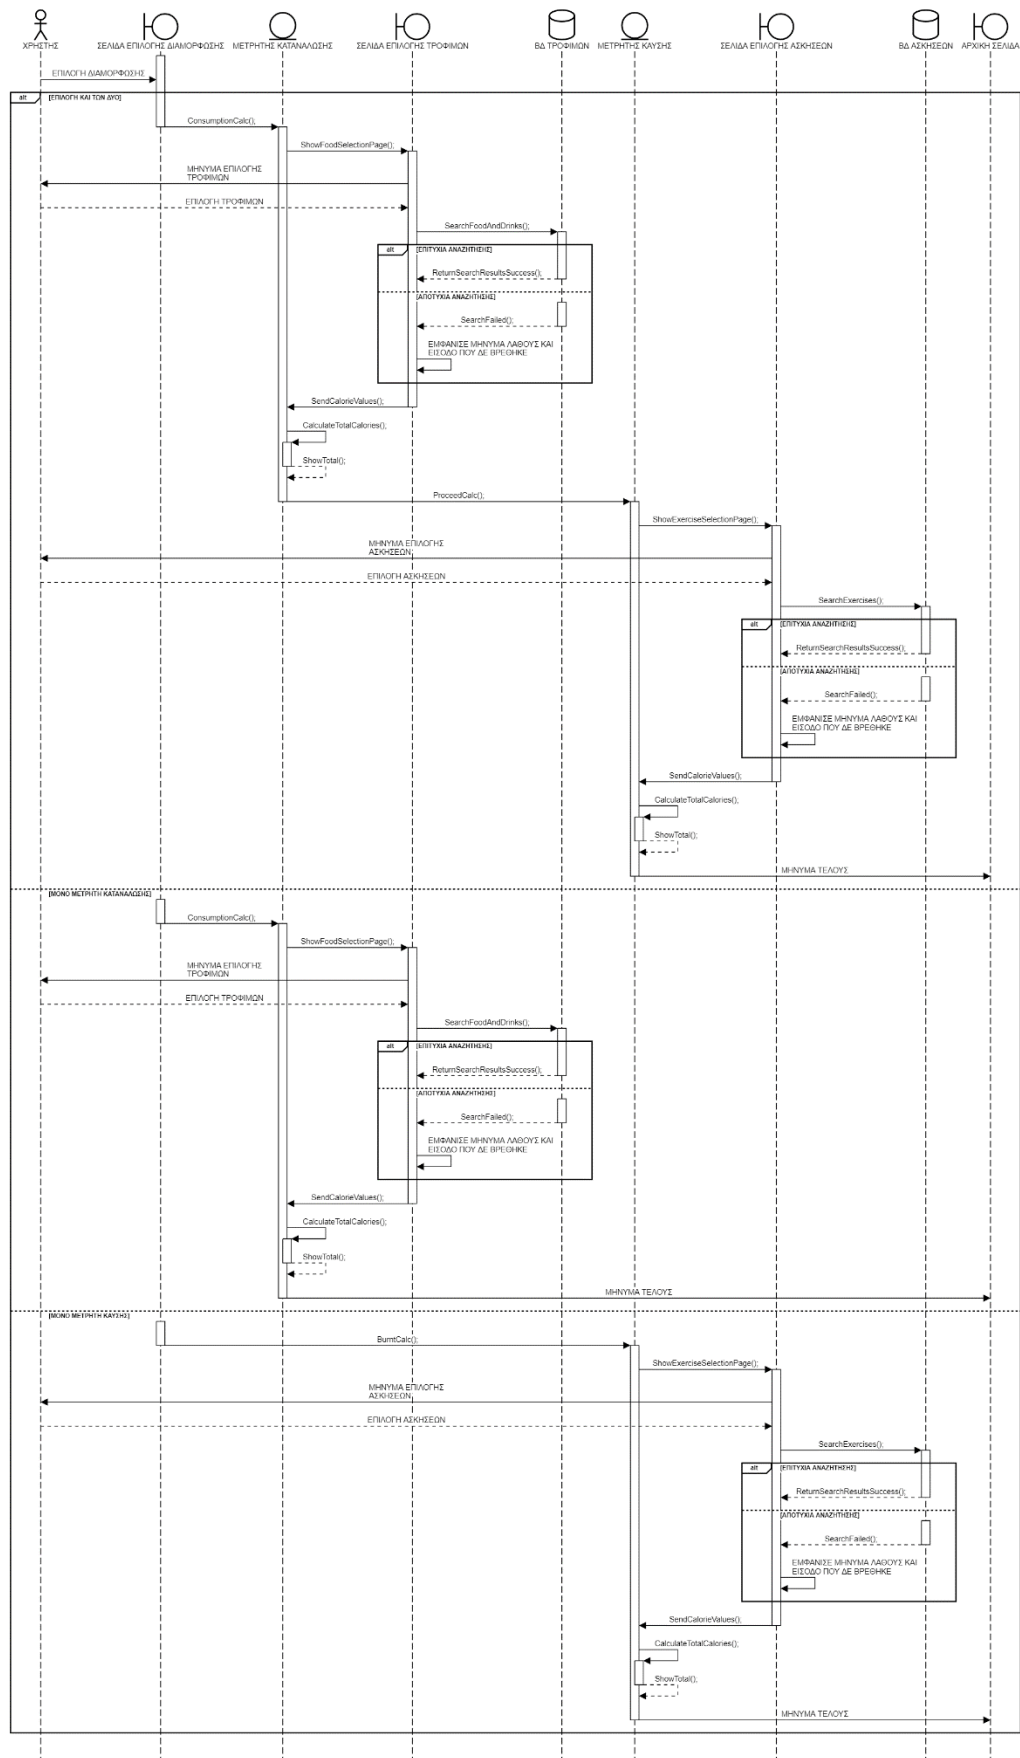 ΧΡΗΣΤΗΣ
ΣΕΛΙΔΑ ΕΠΙΛΟΓΗΣ ΔΙΑΜΟΡΦΩΣΗΣ
ΜΕΤΡΗΤΗΣ ΚΑΤΑΝΑΛΩΣΗΣ
ΣΕΛΙΔΑ ΕΠΙΛΟΓΗΣ ΤΡΟΦΙΜΩΝ
ΒΔ ΤΡΟΦΙΜΩΝ
ΜΕΤΡΗΤΗΣ ΚΑΥΣΗΣ
ΣΕΛΙΔΑ ΕΠΙΛΟΓΗΣ ΑΣΚΗΣΕΩΝ
ΒΔ ΑΣΚΗΣΕΩΝ
ΑΡΧΙΚΗ ΣΕΛΙΔΑ
ΕΠΙΛΟΓΗ ΔΙΑΜΟΡΦΩΣΗΣ
alt
[ΕΠΙΛΟΓΗ ΚΑΙ ΤΩΝ ΔΥΟ]
ConsumptionCalc();
ShowFoodSelectionPage();
ΜΗΝΥΜΑ ΕΠΙΛΟΓΗΣ
ΤΡΟΦΙΜΩΝ
ΕΠΙΛΟΓΗ ΤΡΟΦΙΜΩΝ
SearchFoodAndDrinks();
alt
[ΕΠΙΤΥΧΙΑ ΑΝΑΖΗΤΗΣΗΣ]
ReturnSearchResultsSuccess();
[ΑΠΟΤΥΧΙΑ ΑΝΑΖΗΤΗΣΗΣ]
SearchFailed();
ΕΜΦΑΝΙΣΕ ΜΗΝΥΜΑ ΛΑΘΟΥΣ ΚΑΙ
ΕΙΣΟΔΟ ΠΟΥ ΔΕ ΒΡΕΘΗΚΕ
SendCalorieValues();
CalculateTotalCalories();
ShowTotal();
ProceedCalc();
ShowExerciseSelectionPage();
ΜΗΝΥΜΑ ΕΠΙΛΟΓΗΣ
ΑΣΚΗΣΕΩΝ
ΕΠΙΛΟΓΗ ΑΣΚΗΣΕΩΝ
SearchExercises();
alt
[ΕΠΙΤΥΧΙΑ ΑΝΑΖΗΤΗΣΗΣ]
ReturnSearchResultsSuccess();
[ΑΠΟΤΥΧΙΑ ΑΝΑΖΗΤΗΣΗΣ]
SearchFailed();
ΕΜΦΑΝΙΣΕ ΜΗΝΥΜΑ ΛΑΘΟΥΣ ΚΑΙ
ΕΙΣΟΔΟ ΠΟΥ ΔΕ ΒΡΕΘΗΚΕ
SendCalorieValues();
CalculateTotalCalories();
ShowTotal();
ΜΗΝΥΜΑ ΤΕΛΟΥΣ
[ΜΟΝΟ ΜΕΤΡΗΤΗ ΚΑΤΑΝΑΛΩΣΗΣ]
ConsumptionCalc();
ShowFoodSelectionPage();
ΜΗΝΥΜΑ ΕΠΙΛΟΓΗΣ
ΤΡΟΦΙΜΩΝ
ΕΠΙΛΟΓΗ ΤΡΟΦΙΜΩΝ
SearchFoodAndDrinks();
alt
[ΕΠΙΤΥΧΙΑ ΑΝΑΖΗΤΗΣΗΣ]
ReturnSearchResultsSuccess();
[ΑΠΟΤΥΧΙΑ ΑΝΑΖΗΤΗΣΗΣ]
SearchFailed();
ΕΜΦΑΝΙΣΕ ΜΗΝΥΜΑ ΛΑΘΟΥΣ ΚΑΙ
ΕΙΣΟΔΟ ΠΟΥ ΔΕ ΒΡΕΘΗΚΕ
SendCalorieValues();
CalculateTotalCalories();
ShowTotal();
ΜΗΝΥΜΑ ΤΕΛΟΥΣ
[ΜΟΝΟ ΜΕΤΡΗΤΗ ΚΑΥΣΗΣ]
BurntCalc();
ShowExerciseSelectionPage();
ΜΗΝΥΜΑ ΕΠΙΛΟΓΗΣ
ΑΣΚΗΣΕΩΝ
ΕΠΙΛΟΓΗ ΑΣΚΗΣΕΩΝ
SearchExercises();
alt
[ΕΠΙΤΥΧΙΑ ΑΝΑΖΗΤΗΣΗΣ]
ReturnSearchResultsSuccess();
[ΑΠΟΤΥΧΙΑ ΑΝΑΖΗΤΗΣΗΣ]
SearchFailed();
ΕΜΦΑΝΙΣΕ ΜΗΝΥΜΑ ΛΑΘΟΥΣ ΚΑΙ
ΕΙΣΟΔΟ ΠΟΥ ΔΕ ΒΡΕΘΗΚΕ
SendCalorieValues();
CalculateTotalCalories();
ShowTotal();
ΜΗΝΥΜΑ ΤΕΛΟΥΣ